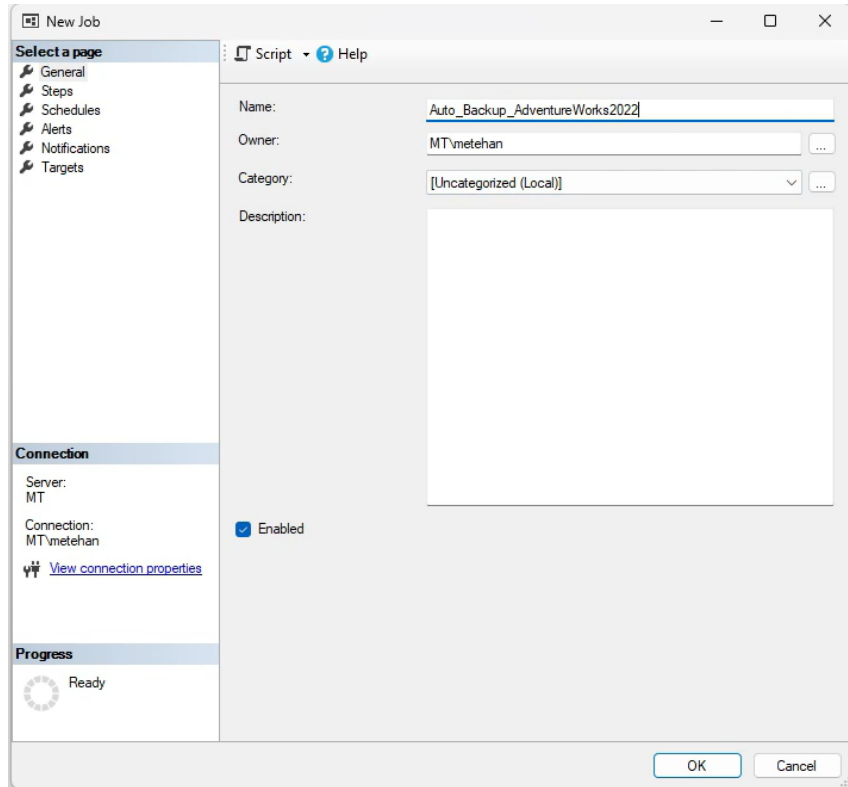 New Job
Select a page
General
Steps
Schedules
Alerts
Notifications
Targets
Connection
Server:
MT
Connection:
MT\metehan
View connection properties
Progress
Ready
Script
Help
Name:
Auto_Backup_AdventureWorks2022
Owner:
MT\metehan
...
Category:
[Uncategorized (Local)]
...
Description:
Enabled
OK
Cancel